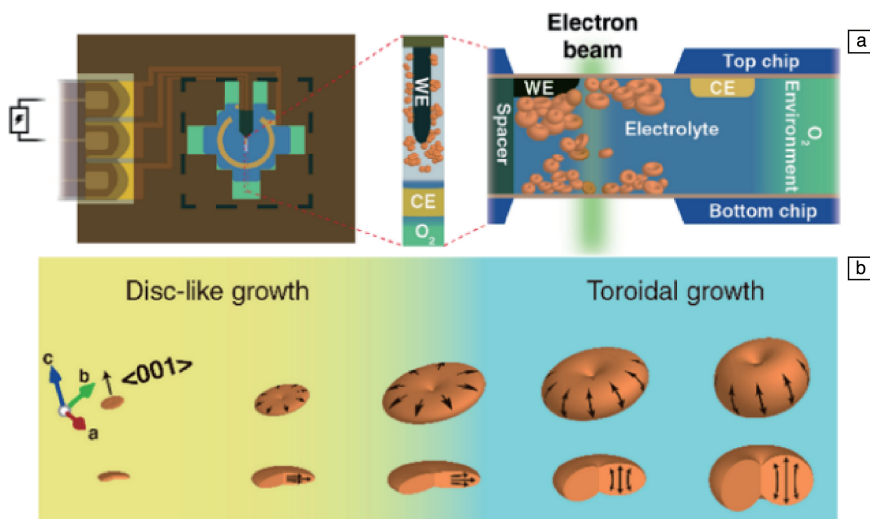 Electron
beam
a
Top chip
WE
WE
CE
Spacer
Electrolyte
O2
Environment
CE
O2
Bottom chip
b
Disc-like growth
Toroidal growth
c
b
<001>
a